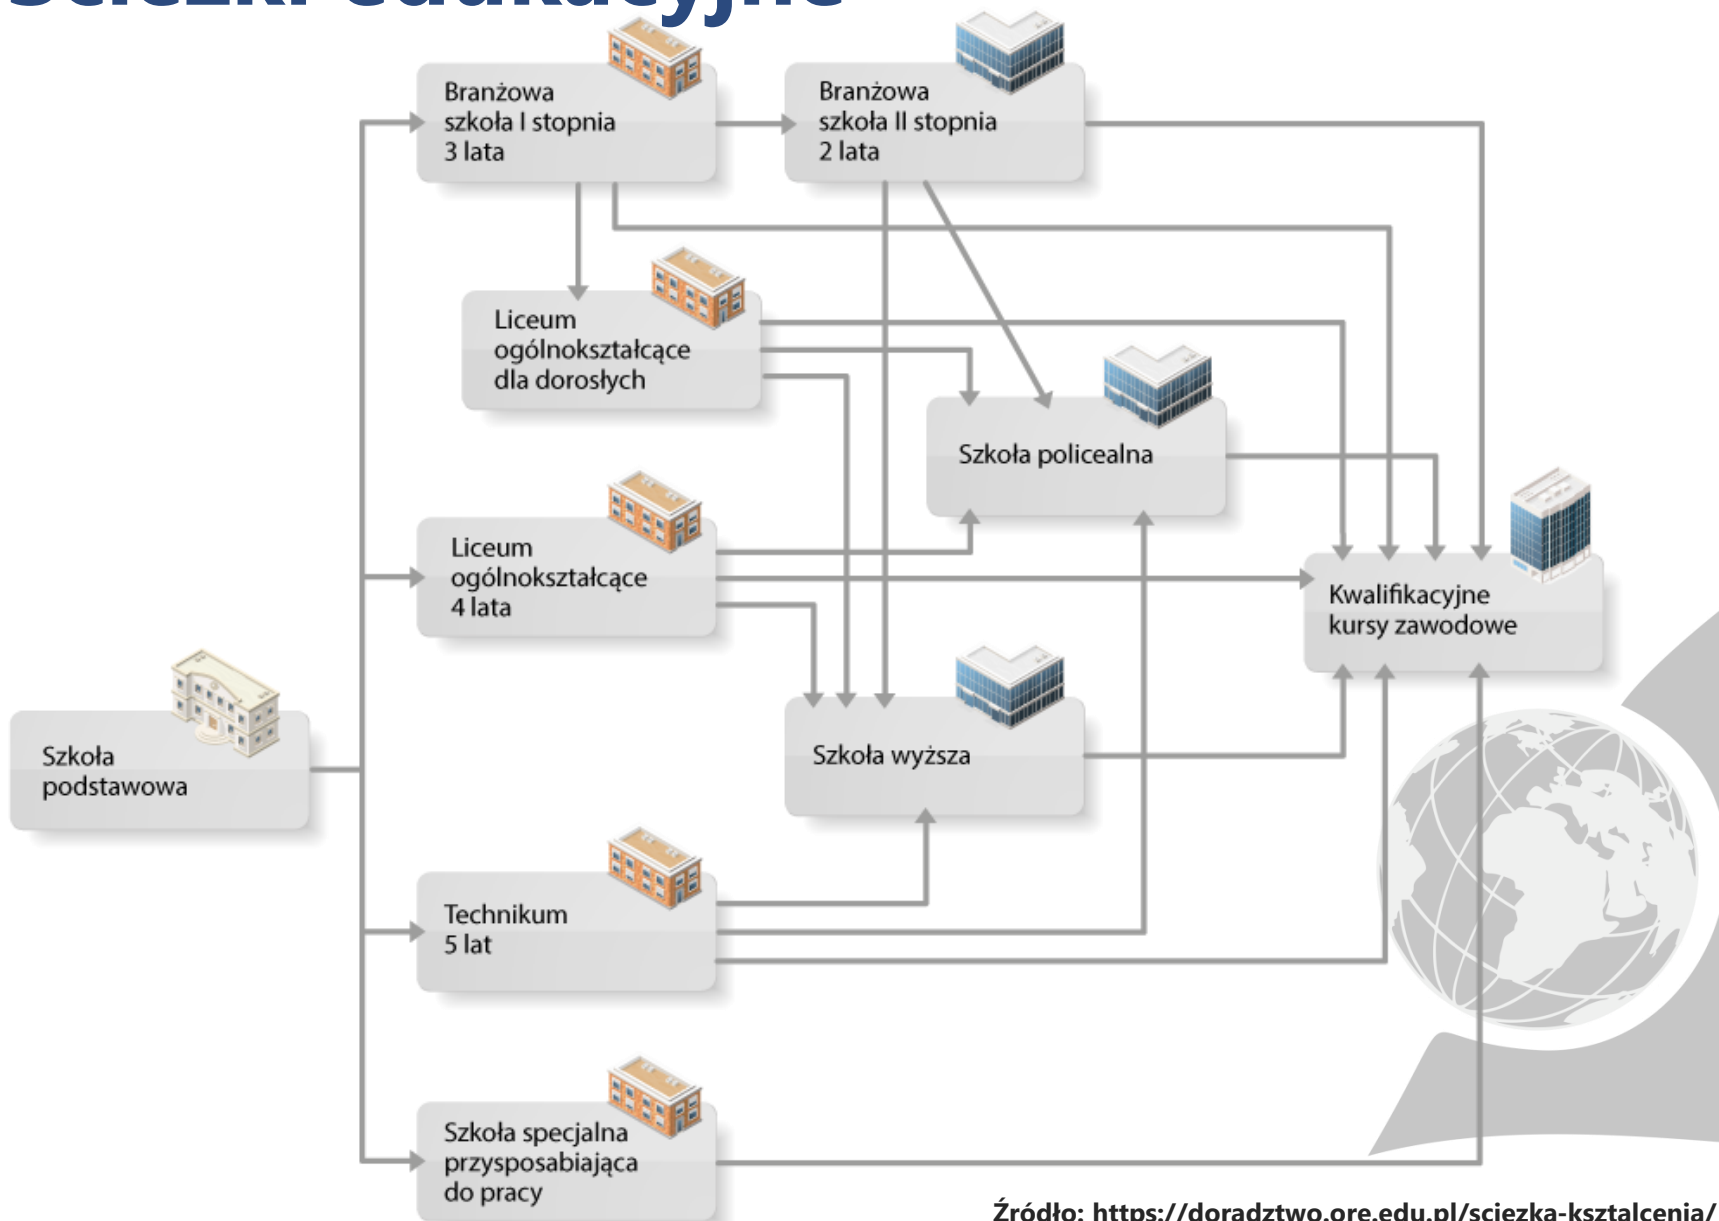 Ścieżki edukacyjne
Branżowa
szkoła I stopnia
3 lata
Branżowa
szkoła II stopnia
2 lata
Liceum
ogólnokształcące
dla dorosłych
Szkoła policealna
Liceum
ogólnokształcące
4 lata
Kwalifikacyjne
kursy zawodowe
Szkoła
podstawowa
Szkoła wyższa
Technikum
5 lat
Szkoła specjalna
przysposabiająca
do pracy
Źródło: https://doradztwo.ore.edu.pl/sciezka-ksztalcenia/